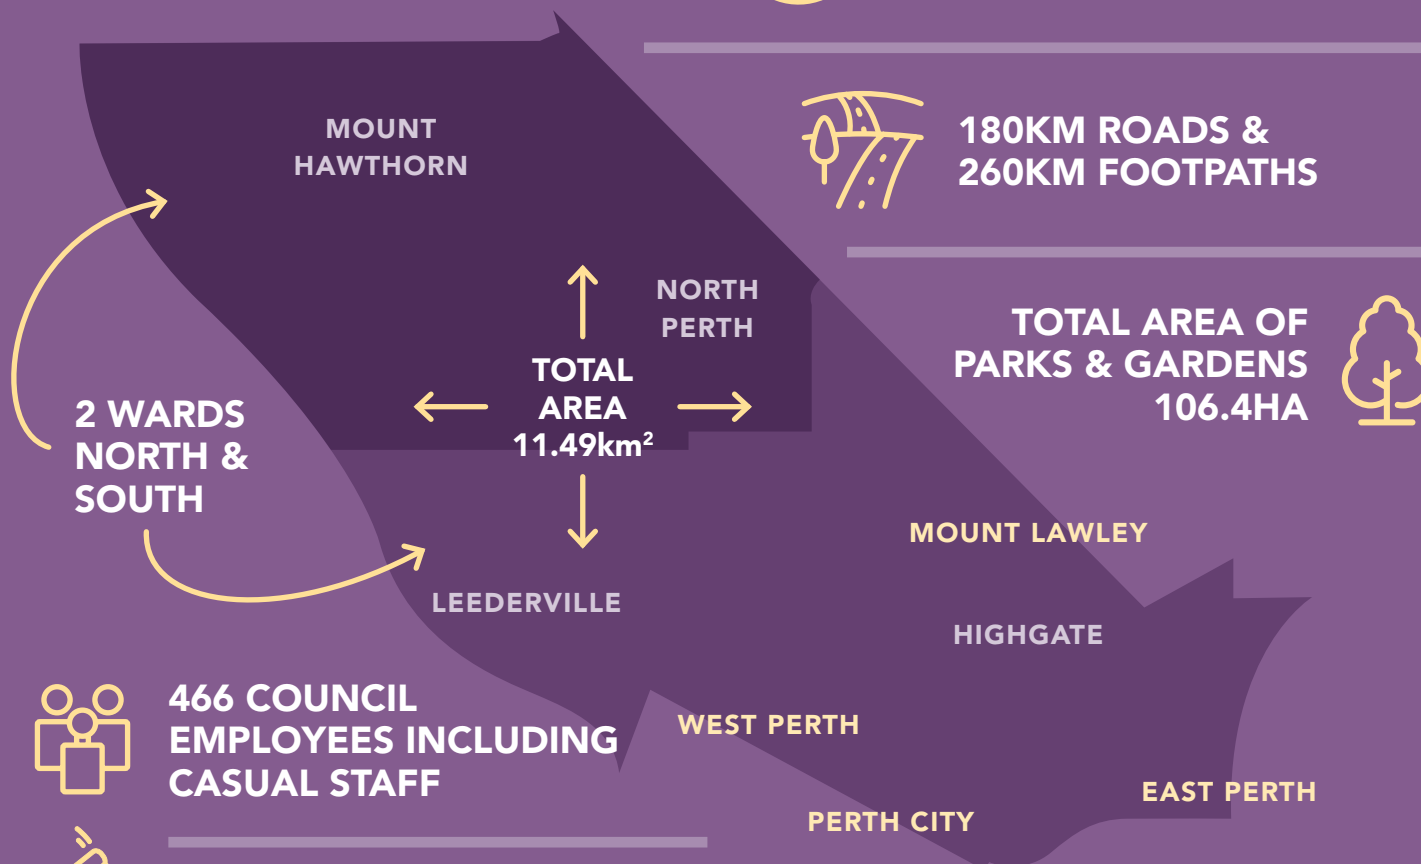 MOUNT
HAWTHORN
180KM ROADS &
260KM FOOTPATHS
NORTH
PERTH
TOTAL
AREA
11.49km²
TOTAL AREA OF
PARKS & GARDENS
106.4HA
2 WARDS
NORTH &
SOUTH
MOUNT LAWLEY
LEEDERVILLE
HIGHGATE
466 COUNCIL
EMPLOYEES INCLUDING
CASUAL STAFF
WEST PERTH
EAST PERTH
PERTH CITY